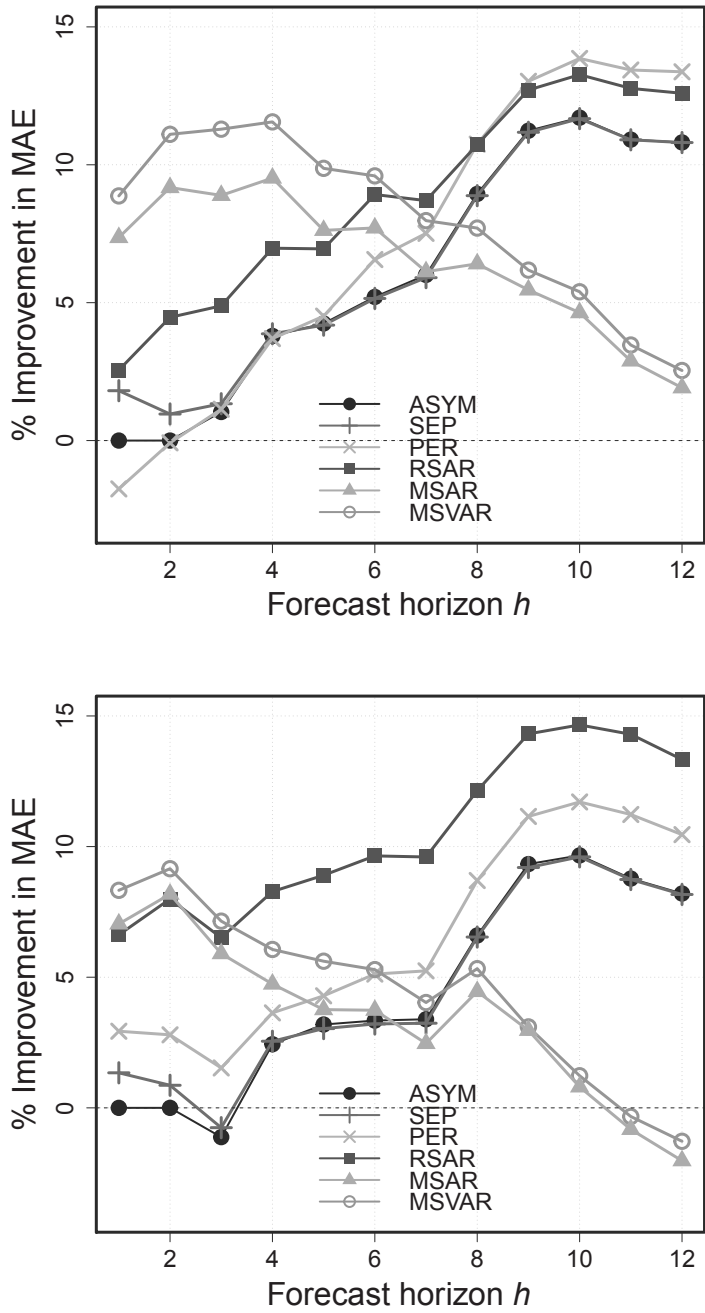 15
10
5
0
% Improvement in MAE
ASYM
SEP
PER
RSAR
MSAR
MSVAR
2 4 6 8 10 12
Forecast horizon h
15
10
5
0
% Improvement in MAE
ASYM
SEP
PER
RSAR
MSAR
MSVAR
2 4 6 8 10 12
Forecast horizon h